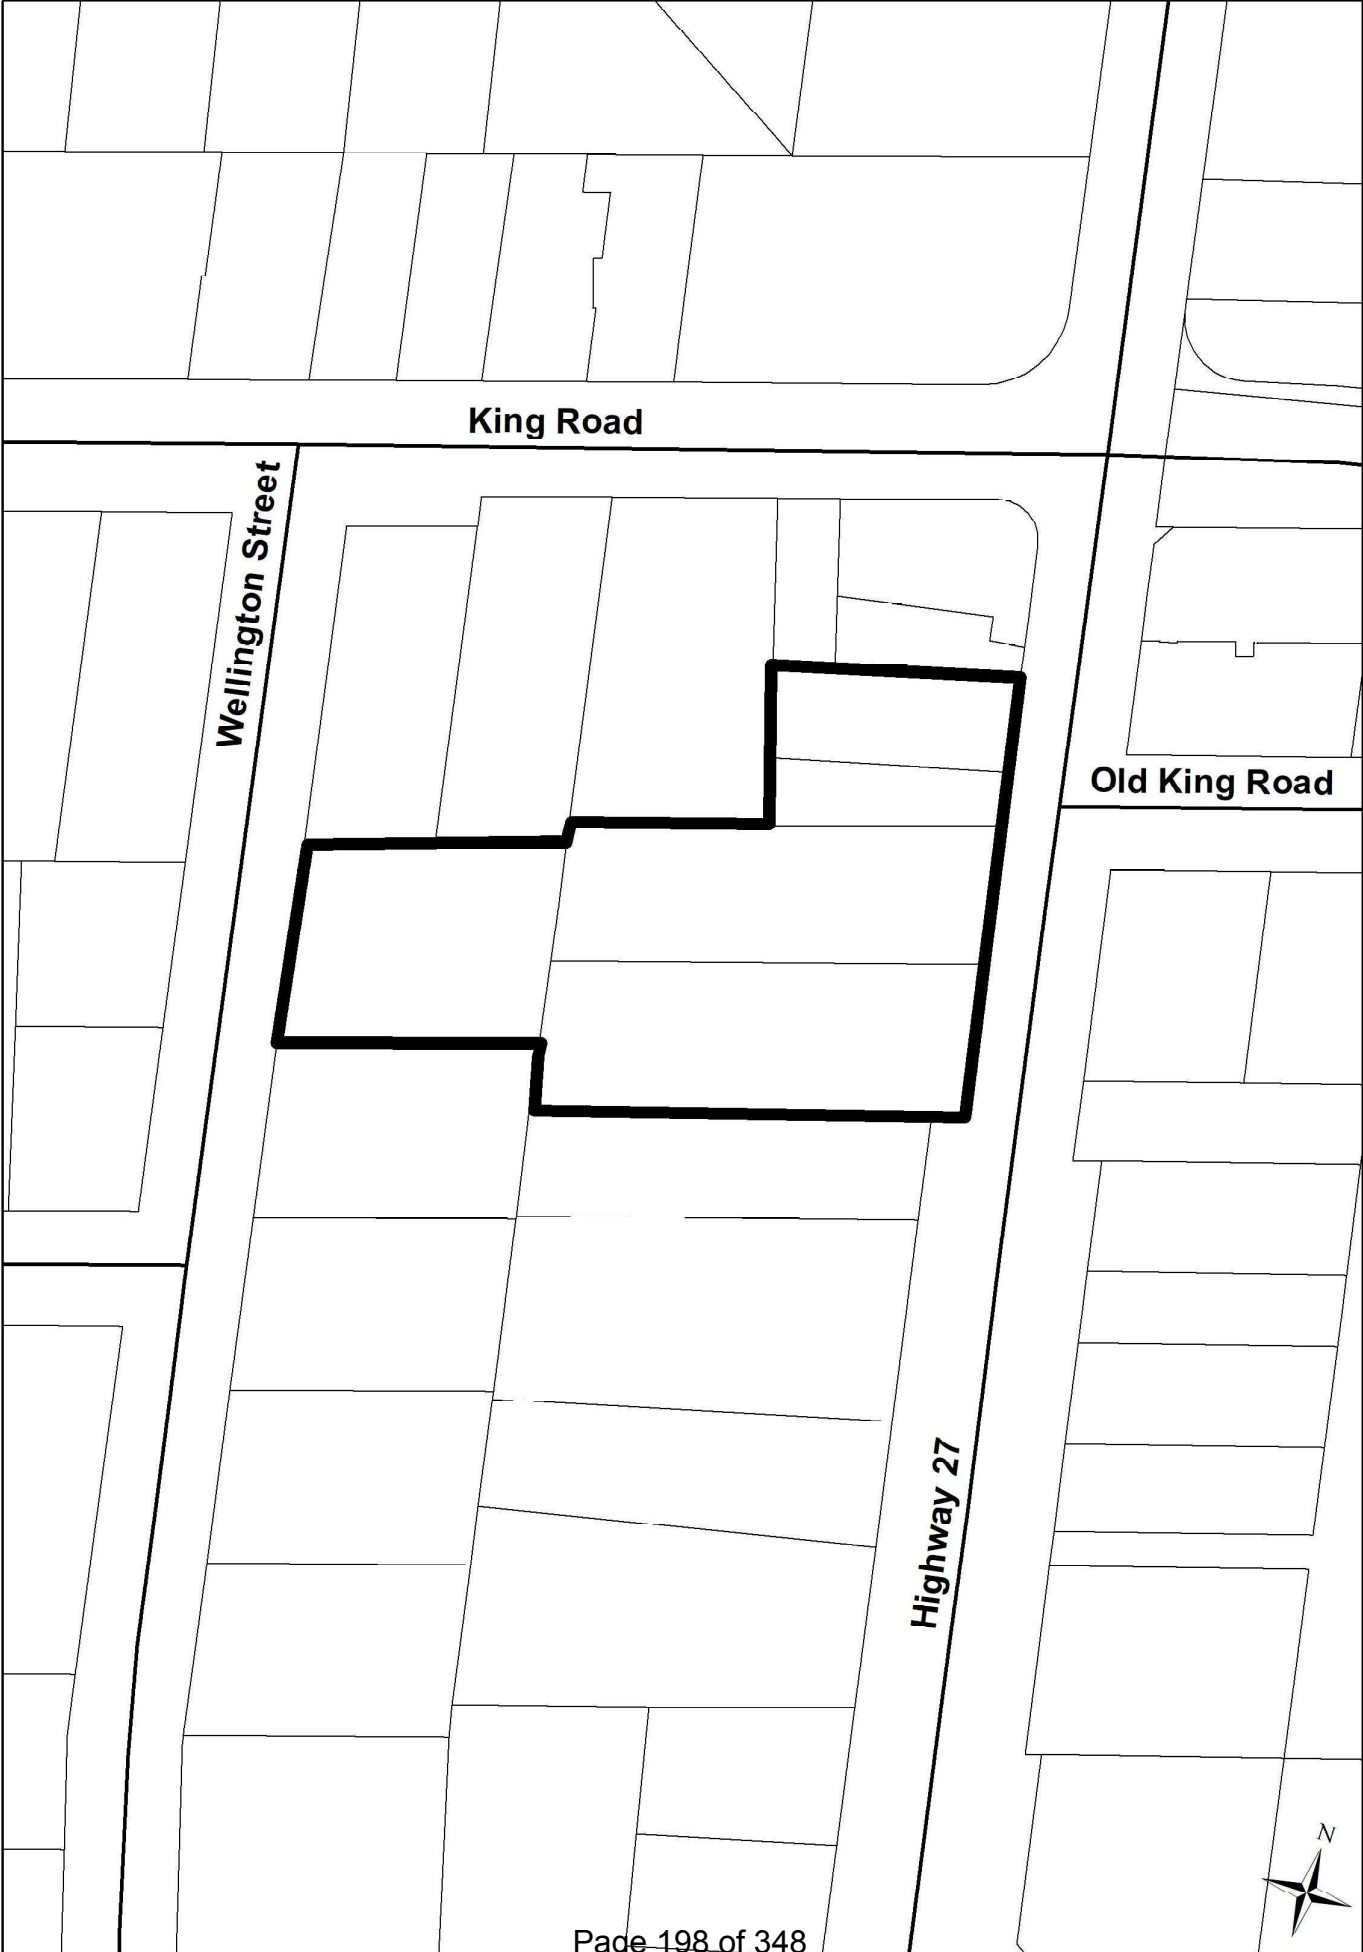 King Road
Wellington Street
Old King Road
Highway 27
N
Page 198 of 348